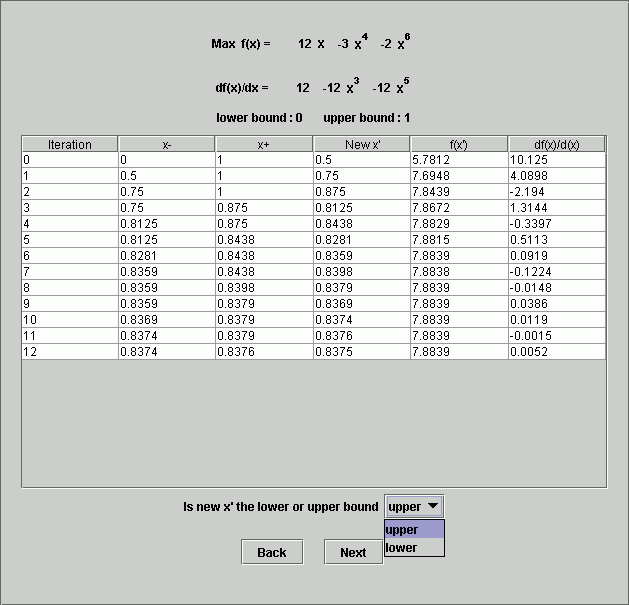 Max f(x) = 12 x -3 x^4 -2 x^6
df(x)/dx = 12 -12 x^3 -12 x^5
lower bound : 0 upper bound : 1
Iteration x- x+ New x' f(x') df(x)/d(x)
0 0 1 0.5 5.7812 10.125
1 0.5 1 0.75 7.6948 4.0898
2 0.75 1 0.875 7.8439 -2.194
3 0.75 0.875 0.8125 7.8672 1.3144
4 0.8125 0.875 0.8438 7.8829 -0.3397
5 0.8125 0.8438 0.8281 7.8815 0.5113
6 0.8281 0.8438 0.8359 7.8839 0.0919
7 0.8359 0.8438 0.8398 7.8838 -0.1224
8 0.8359 0.8398 0.8379 7.8839 -0.0148
9 0.8359 0.8379 0.8369 7.8839 0.0386
10 0.8369 0.8379 0.8374 7.8839 0.0119
11 0.8374 0.8379 0.8376 7.8839 -0.0015
12 0.8374 0.8376 0.8375 7.8839 0.0052
Is new x' the lower or upper bound upper
upper
lower
Back Next